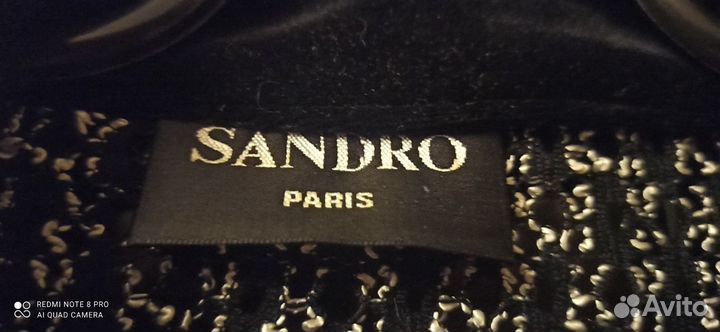 SANDRO
PARIS
REDMI NOTE 8 PRO
AI QUAD CAMERA
Avito